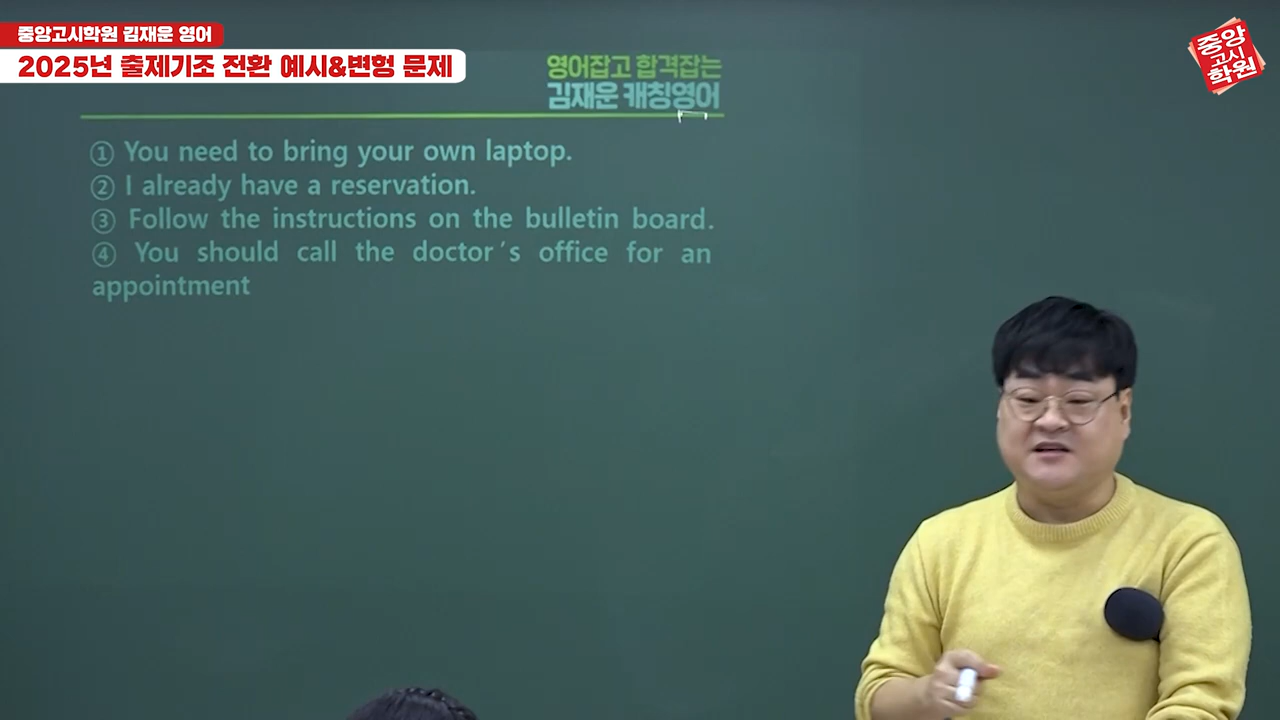 중앙고시학원 김재운 영어
2025년 출제기조 전환 예시&변형 문제
중앙
고시
학원
영어잡고 합격잡는
김재운 캐칭영어
① You need to bring your own laptop.
② I already have a reservation.
③ Follow the instructions on the bulletin board.
④ You should call the doctor´s office for an
appointment